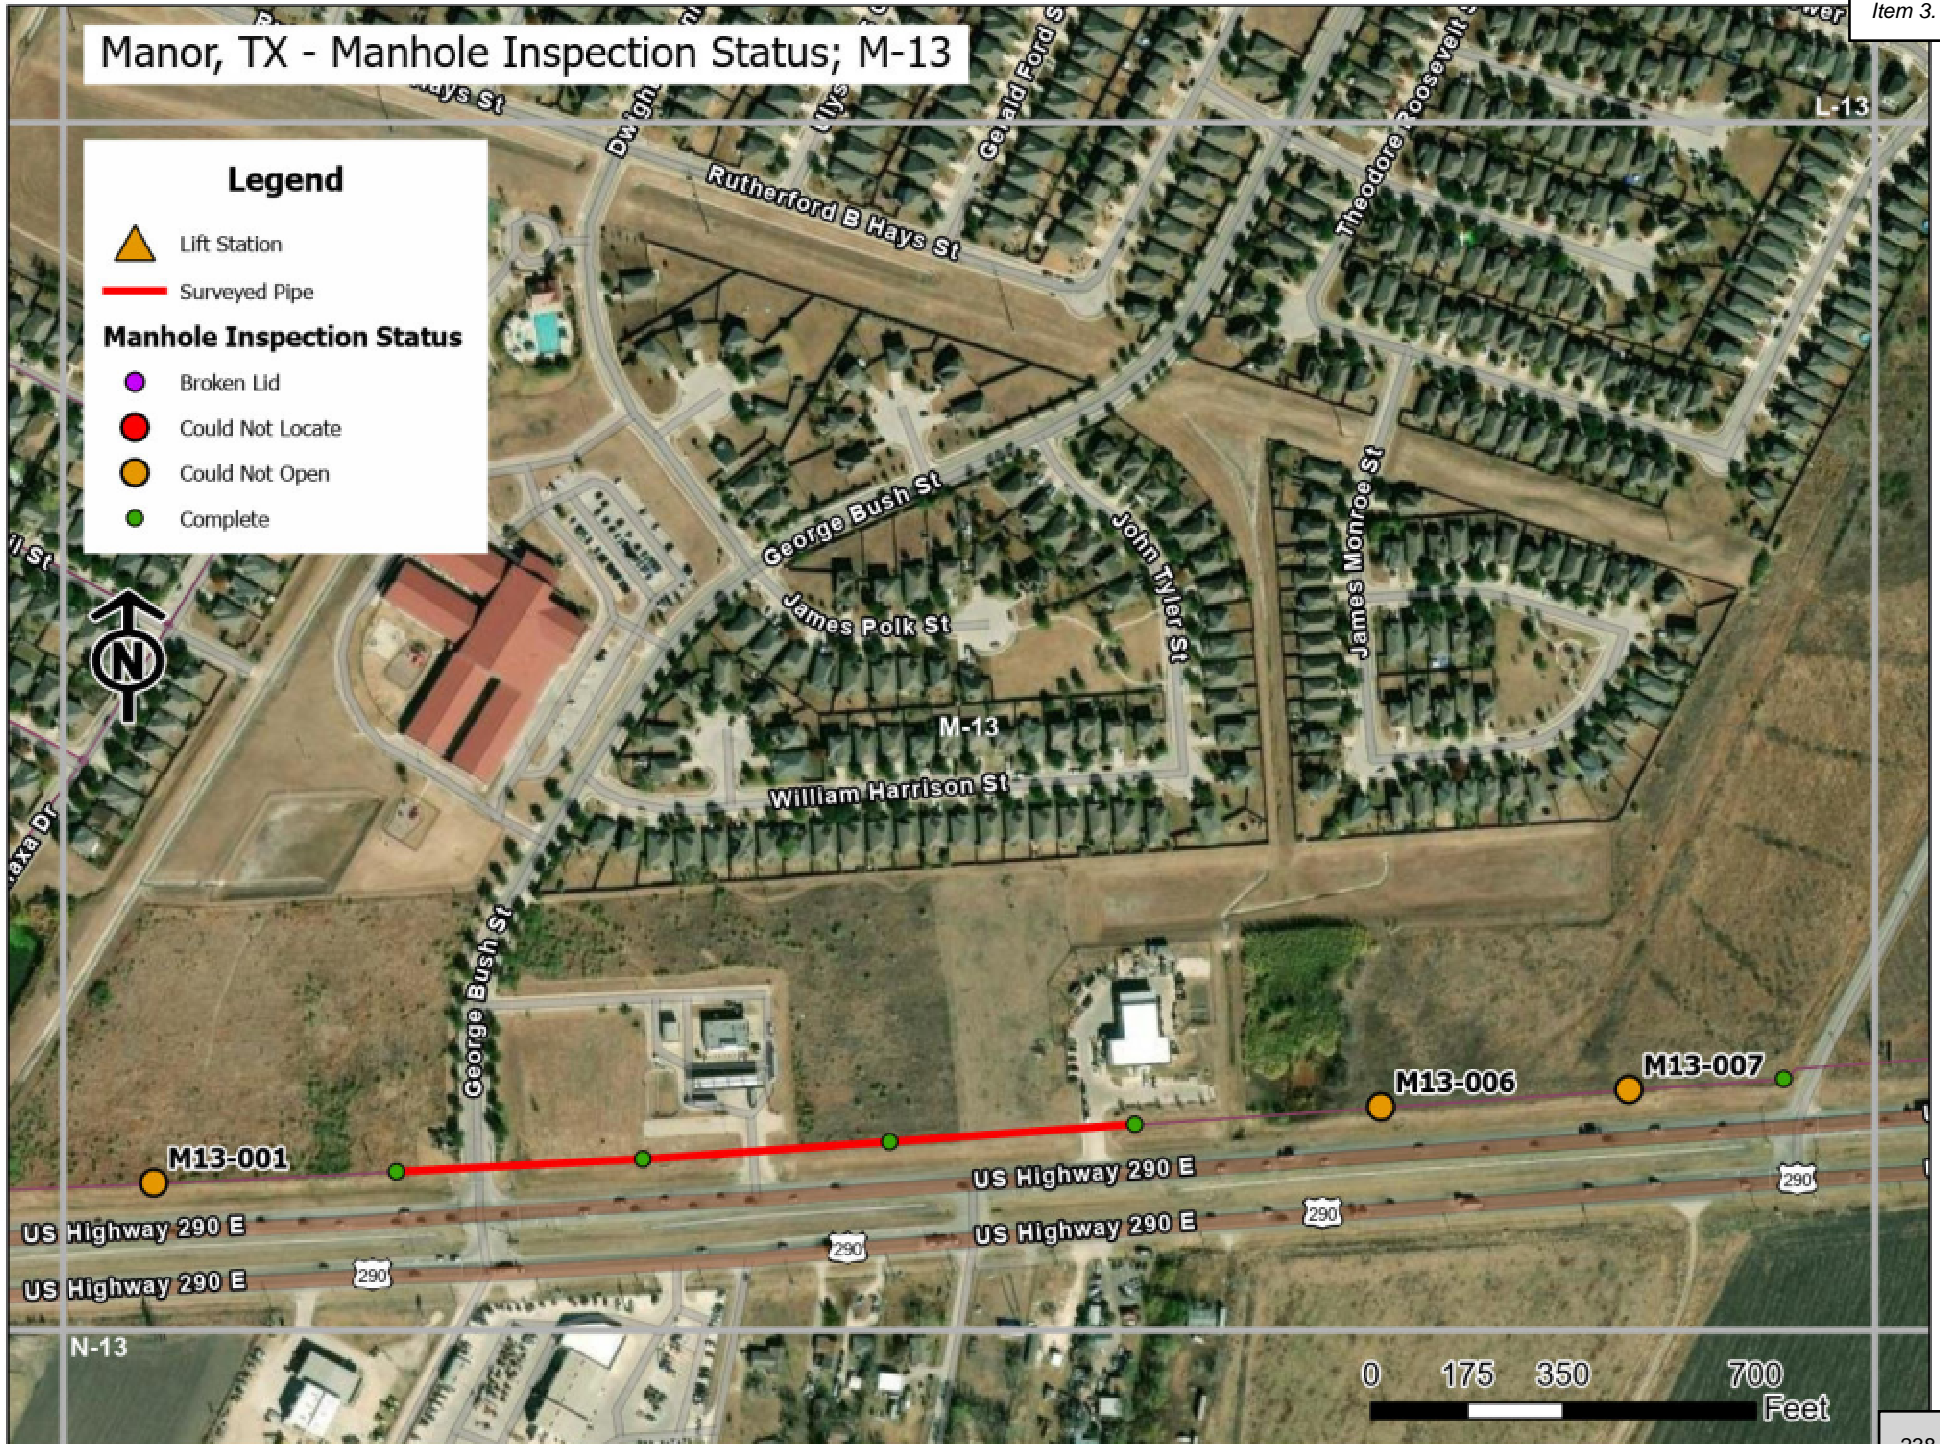 Item 3.
Manor, TX - Manhole Inspection Status; M-13
L-13
Legend
Lift Station
Surveyed Pipe
Manhole Inspection Status
Broken Lid
Could Not Locate
Could Not Open
Complete
N
Hays St
Rutherford B Hays St
Gerald Ford S
Theodore Roosevelt
George Bush St
John Tyler St
James Monroe St
James Polk St
M-13
William Harrison St
George Bush St
M13-001
M13-006
M13-007
US Highway 290 E
US Highway 290 E
US Highway 290 E
US Highway 290 E
290
290
290
290
N-13
0 175 350 700
Feet